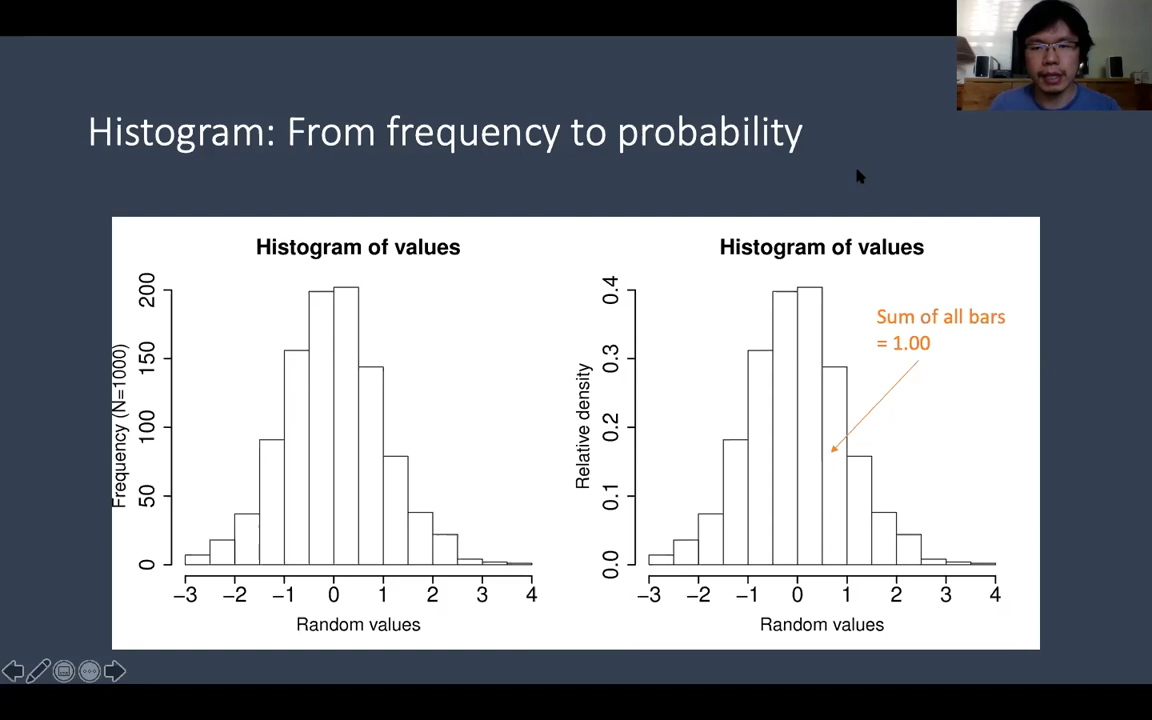 Histogram: From frequency to probability
Histogram of values
Frequency (N=1000)
200
150
100
50
0
−3 −2 −1 0 1 2 3 4
Random values
Histogram of values
Relative density
0.4
0.3
0.2
0.1
0.0
Sum of all bars
= 1.00
−3 −2 −1 0 1 2 3 4
Random values